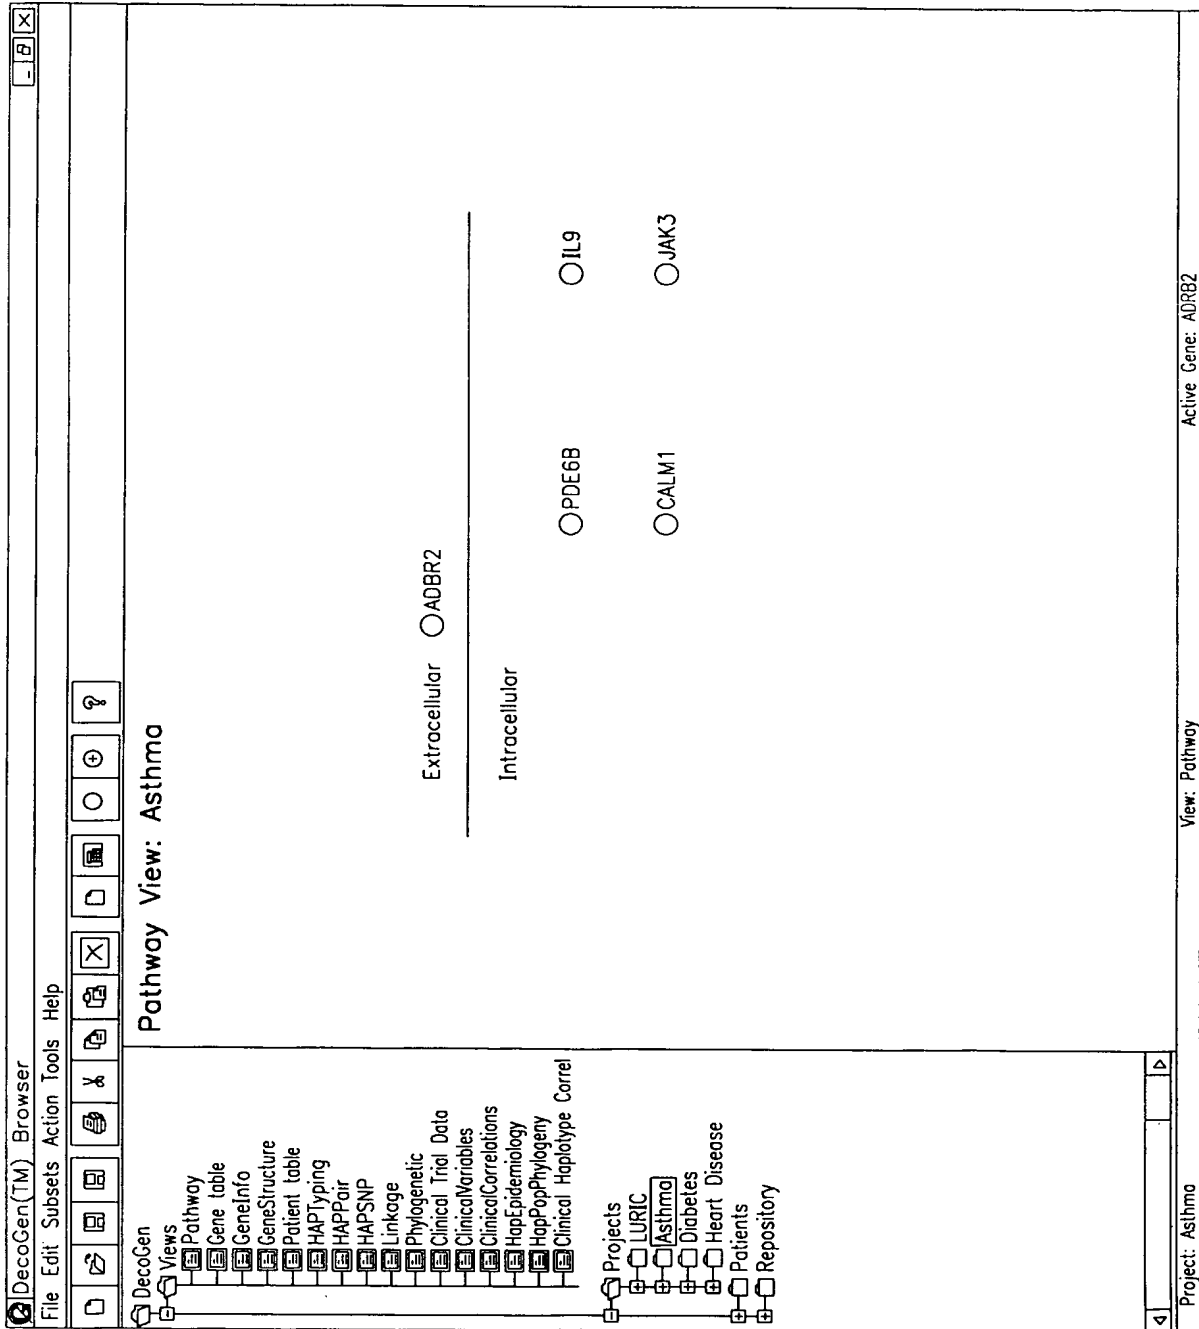 DecoGen(TM) Browser
File Edit Subsets Action Tools Help
DecoGen
Views
Pathway
Gene table
GeneInfo
GeneStructure
Patient table
HAPTyping
HAPPair
HAPSNP
Linkage
Phylogenetic
Clinical Trial Data
ClinicalVariables
ClinicalCorrelations
HapEpidemiology
HapPopPhylogeny
Clinical Haplotype Correl
Projects
LURIC
Asthma
Diabetes
Heart Disease
Patients
Repository
Pathway View: Asthma
Extracellular ADBR2
Intracellular
PDE6B IL9
CALM1 JAK3
Project: Asthma View: Pathway Active Gene: ADRB2